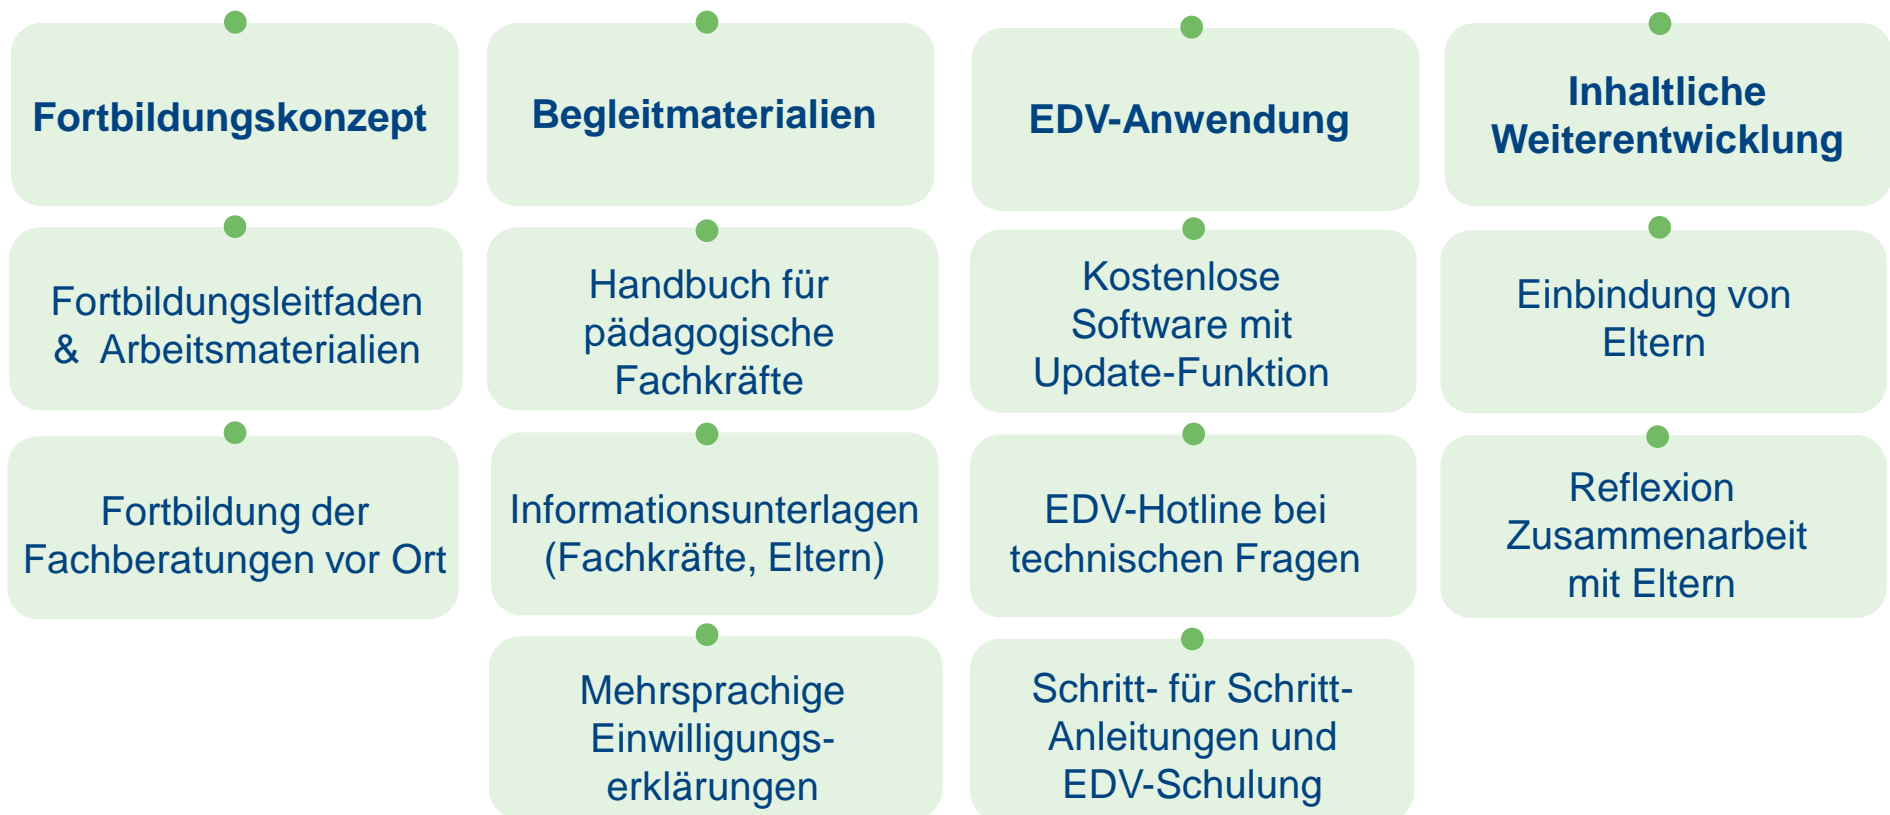 Fortbildungskonzept
Fortbildungsleitfaden
& Arbeitsmaterialien
Fortbildung der
Fachberatungen vor Ort
Begleitmaterialien
Handbuch für
pädagogische
Fachkräfte
Informationsunterlagen
(Fachkräfte, Eltern)
Mehrsprachige
Einwilligungs-
erklärungen
EDV-Anwendung
Kostenlose
Software mit
Update-Funktion
EDV-Hotline bei
technischen Fragen
Schritt- für Schritt-
Anleitungen und
EDV-Schulung
Inhaltliche
Weiterentwicklung
Einbindung von
Eltern
Reflexion
Zusammenarbeit
mit Eltern